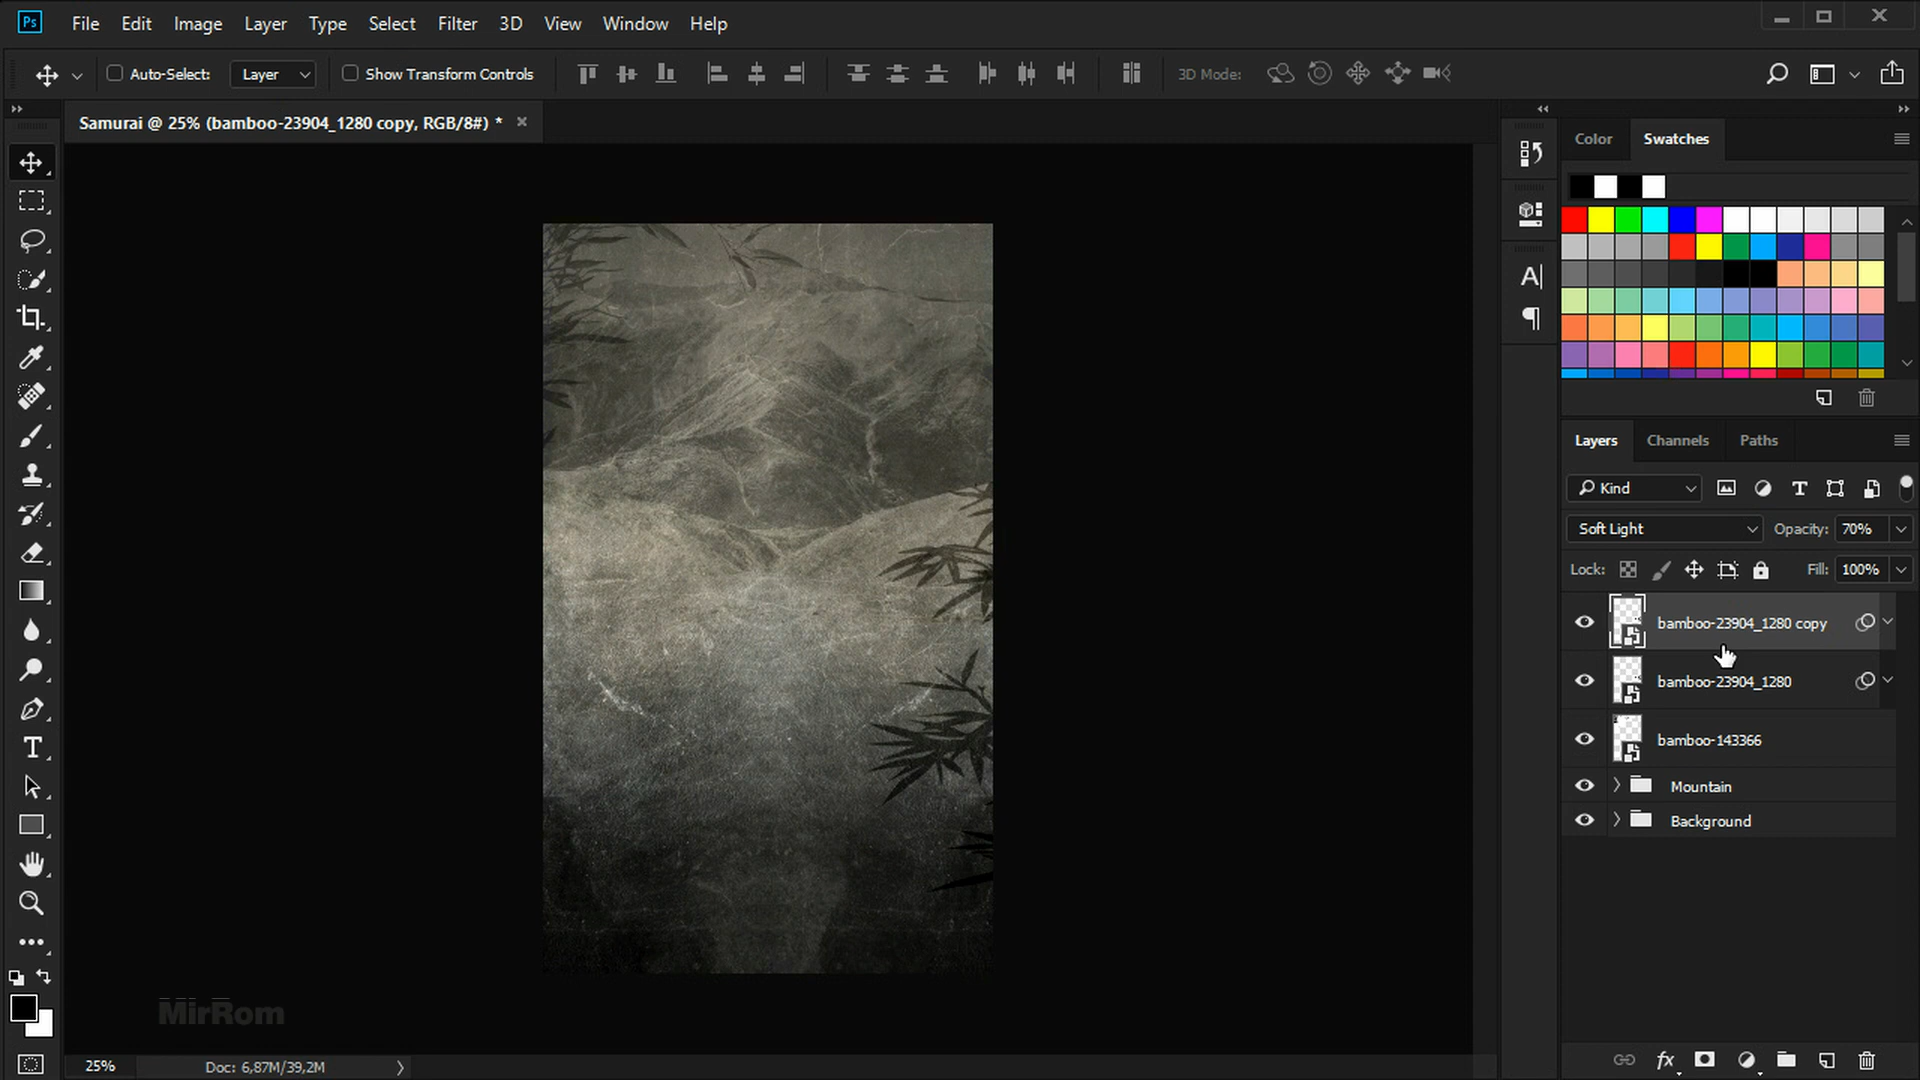 Ps File Edit Image Layer Type Select Filter 3D View Window Help
Auto-Select: Layer Show Transform Controls 3D Mode:
Samurai @ 25% (bamboo-23904_1280 copy, RGB/8#) *
Color Swatches
Layers Channels Paths
Kind
Soft Light Opacity: 70%
Lock: Fill: 100%
bamboo-23904_1280 copy
bamboo-23904_1280
bamboo-143366
Mountain
Background
MirRom
25% Doc: 6,87M/39,2M
fx